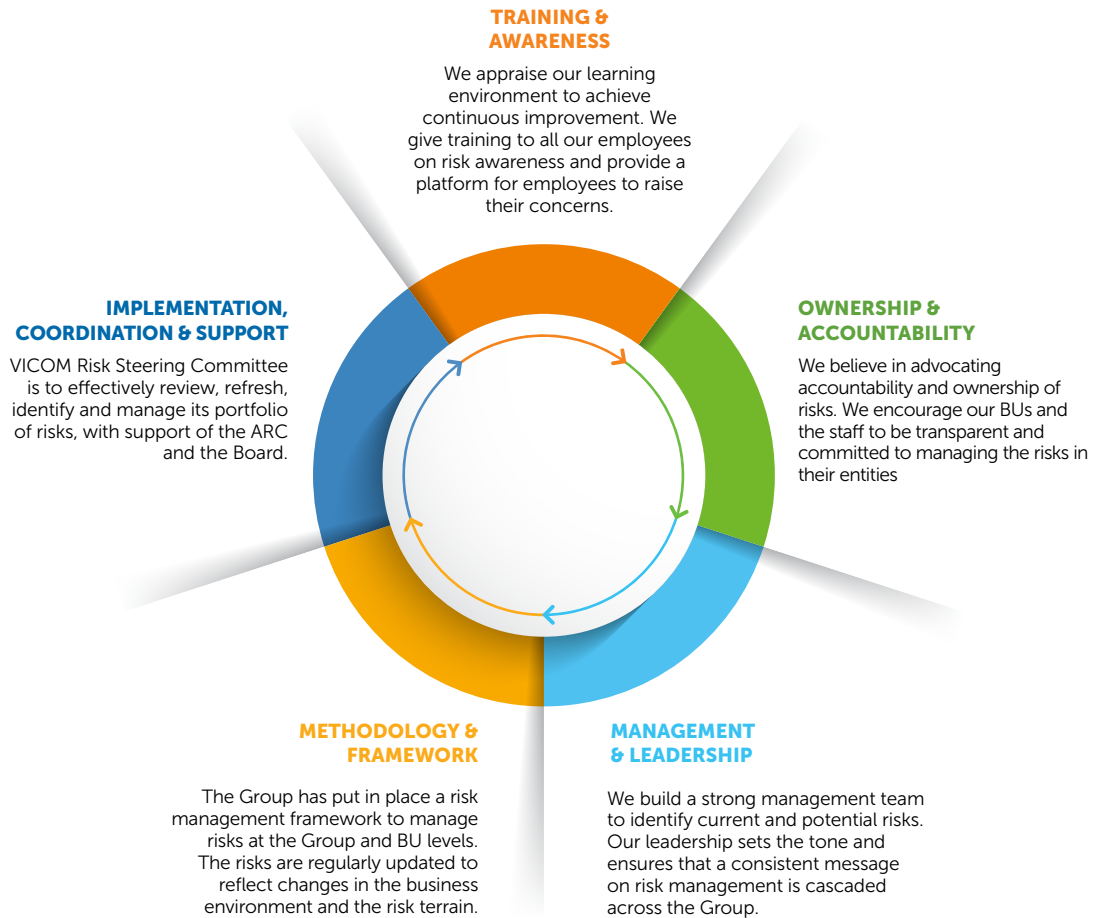 TRAINING &
AWARENESS
We appraise our learning
environment to achieve
continuous improvement. We
give training to all our employees
on risk awareness and provide a
platform for employees to raise
their concerns.
IMPLEMENTATION,
COORDINATION & SUPPORT
VICOM Risk Steering Committee
is to effectively review, refresh,
identify and manage its portfolio
of risks, with support of the ARC
and the Board.
OWNERSHIP &
ACCOUNTABILITY
We believe in advocating
accountability and ownership of
risks. We encourage our BUs and
the staff to be transparent and
committed to managing the risks in
their entities
METHODOLOGY &
FRAMEWORK
The Group has put in place a risk
management framework to manage
risks at the Group and BU levels.
The risks are regularly updated to
reflect changes in the business
environment and the risk terrain.
MANAGEMENT
& LEADERSHIP
We build a strong management team
to identify current and potential risks.
Our leadership sets the tone and
ensures that a consistent message
on risk management is cascaded
across the Group.